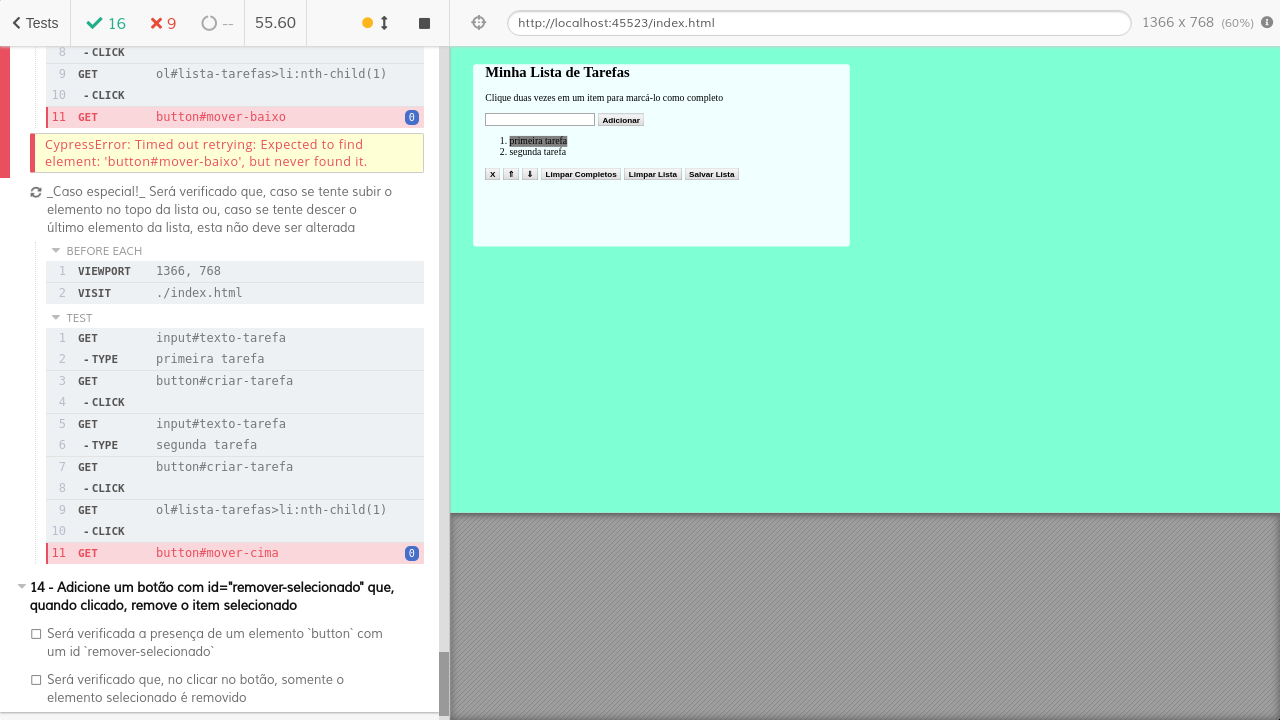 Tests
16
9
--
55.60
http://localhost:45523/index.html
1366 x 768 (60%)
8 - CLICK
9 GET ol#lista-tarefas>li:nth-child(1)
10 - CLICK
11 GET button#mover-baixo 0
CypressError: Timed out retrying: Expected to find
element: 'button#mover-baixo', but never found it.
_Caso especial!_ Será verificado que, caso se tente subir o
elemento no topo da lista ou, caso se tente descer o
último elemento da lista, esta não deve ser alterada
BEFORE EACH
1 VIEWPORT 1366, 768
2 VISIT ./index.html
TEST
1 GET input#texto-tarefa
2 - TYPE primeira tarefa
3 GET button#criar-tarefa
4 - CLICK
5 GET input#texto-tarefa
6 - TYPE segunda tarefa
7 GET button#criar-tarefa
8 - CLICK
9 GET ol#lista-tarefas>li:nth-child(1)
10 - CLICK
11 GET button#mover-cima 0
14 - Adicione um botão com id="remover-selecionado" que,
quando clicado, remove o item selecionado
Será verificada a presença de um elemento `button` com
um id `remover-selecionado`
Será verificado que, no clicar no botão, somente o
elemento selecionado é removido
Minha Lista de Tarefas
Clique duas vezes em um item para marcá-lo como completo
Adicionar
1. primeira tarefa
2. segunda tarefa
X ⇑ ⇓ Limpar Completos Limpar Lista Salvar Lista